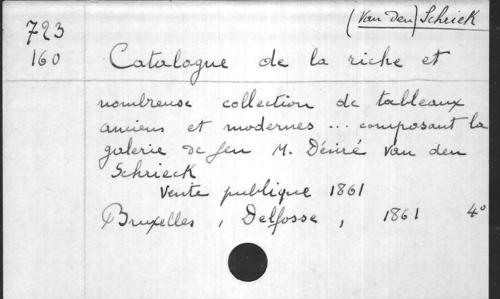 (Van Den) Schriek
723
160
Catalogue de la riche et
nombreuse collection de tableaux
anciens et modernes ... composant la
galerie de feu M. Désiré Van den
Schrieck
Vente publique 1861
Bruxelles, Delfosse, 1861 4°